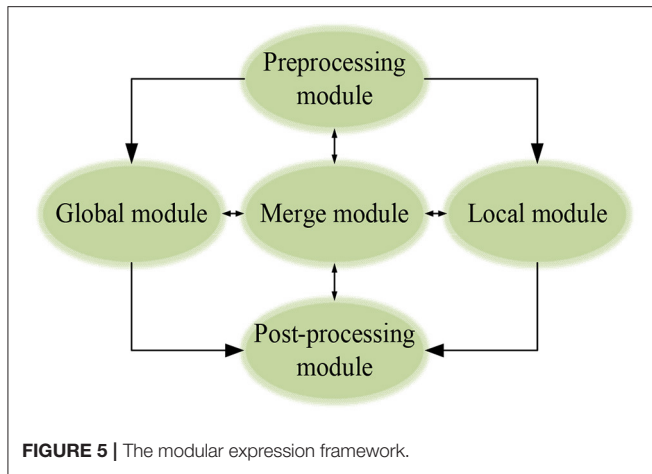 Preprocessing
module
Global module
Merge module
Local module
Post-processing
module
FIGURE 5 | The modular expression framework.